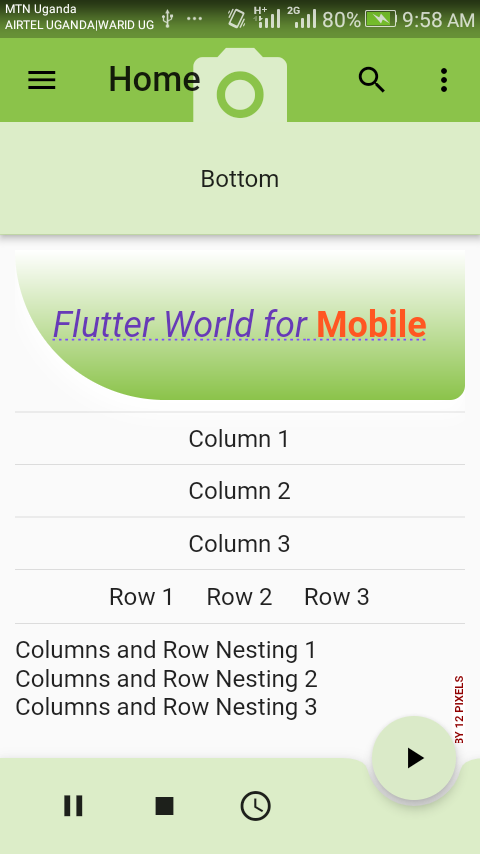 MTN Uganda
AIRTEL UGANDA|WARID UG
H+ 2G 80% 9:58 AM
Home
Bottom
Flutter World for Mobile
Column 1
Column 2
Column 3
Row 1 Row 2 Row 3
Columns and Row Nesting 1
Columns and Row Nesting 2
Columns and Row Nesting 3
BY 12 PIXELS